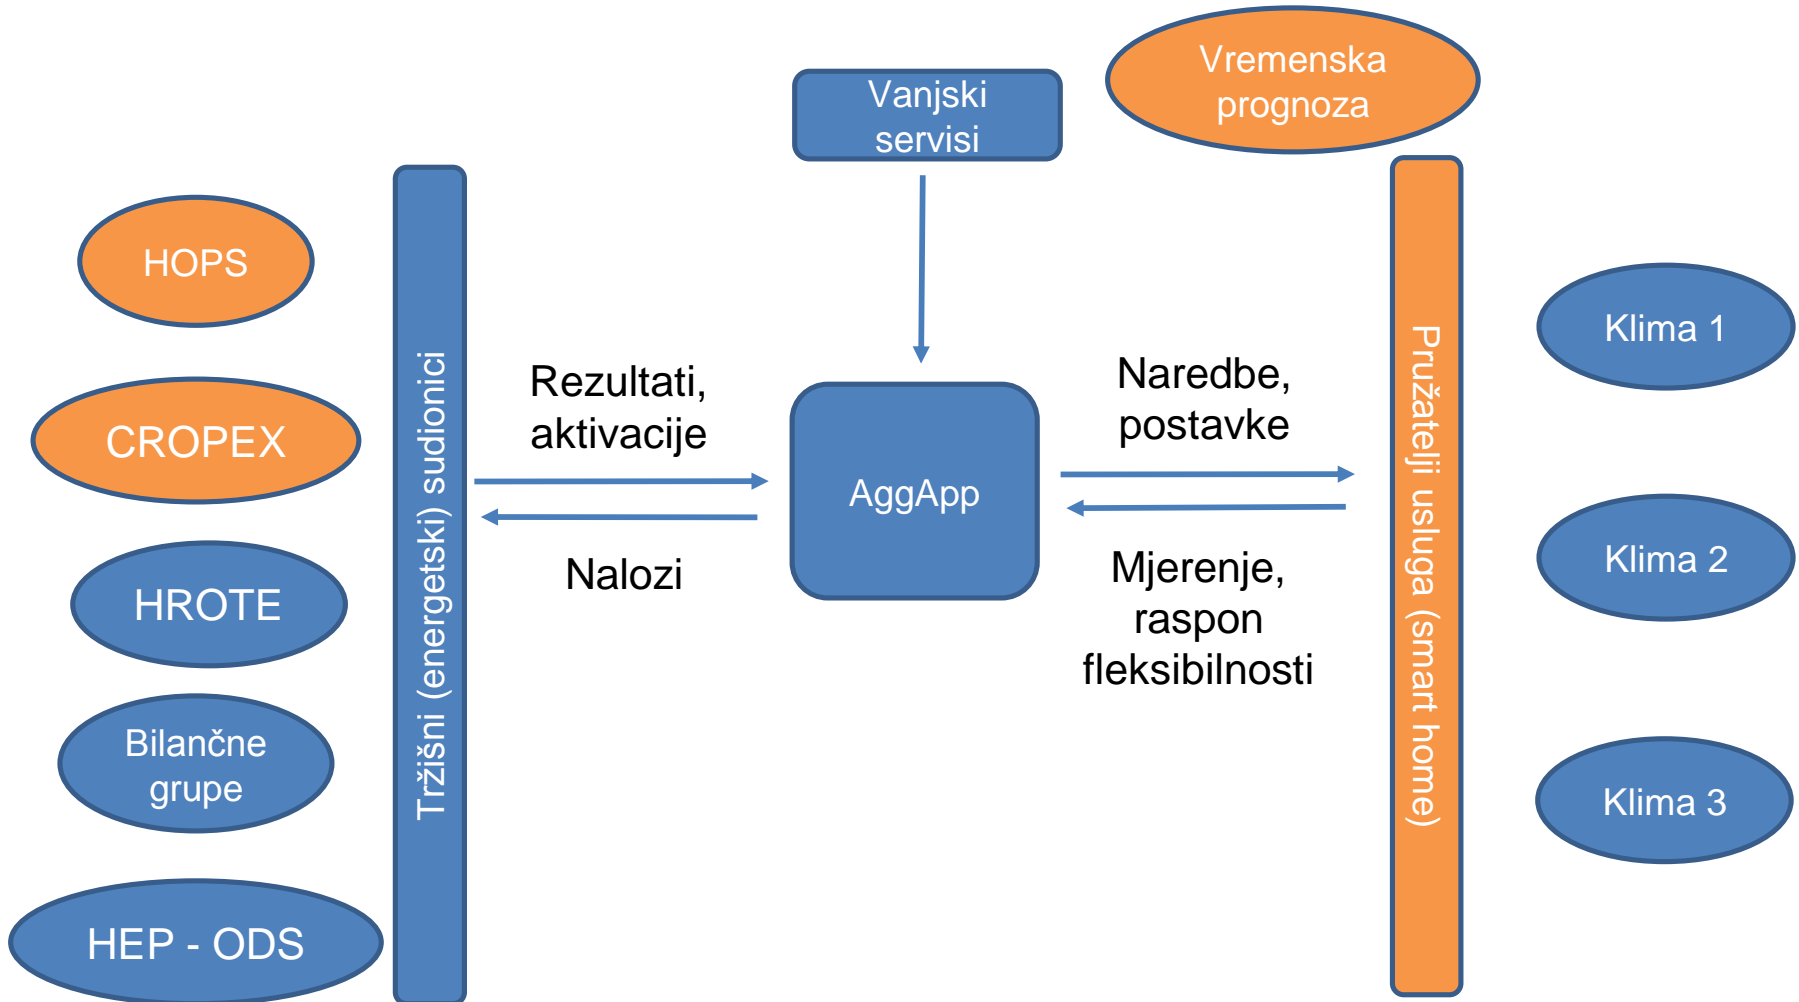 Vremenska
prognoza
Vanjski
servisi
HOPS
CROPEX
HROTE
Bilančne
grupe
HEP - ODS
Tržišni (energetski) sudionici
Rezultati,
aktivacije
Nalozi
AggApp
Naredbe,
postavke
Mjerenje,
raspon
fleksibilnosti
Pružatelji usluga (smart home)
Klima 1
Klima 2
Klima 3